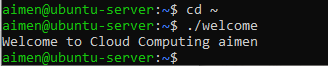 aimen@ubuntu-server:~$ cd ~
aimen@ubuntu-server:~$ ./welcome
Welcome to Cloud Computing aimen
aimen@ubuntu-server:~$